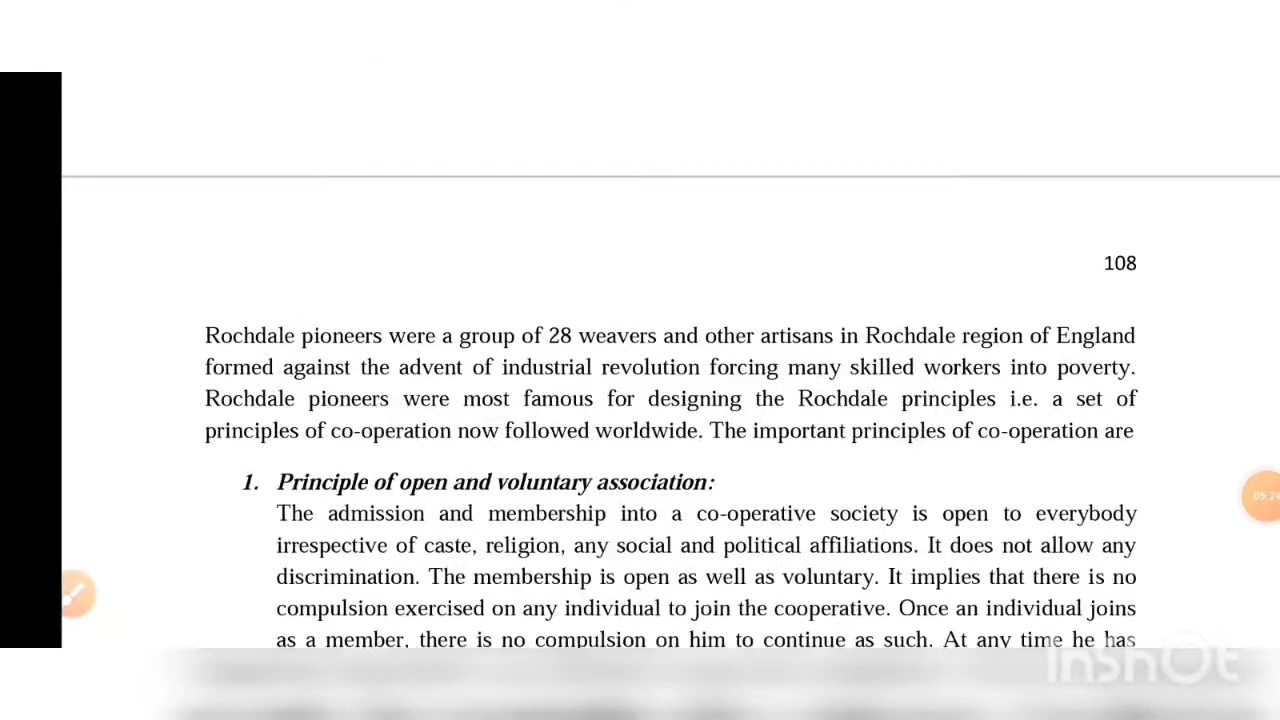 108
Rochdale pioneers were a group of 28 weavers and other artisans in Rochdale region of England
formed against the advent of industrial revolution forcing many skilled workers into poverty.
Rochdale pioneers were most famous for designing the Rochdale principles i.e. a set of
principles of co-operation now followed worldwide. The important principles of co-operation are
1. Principle of open and voluntary association:
The admission and membership into a co-operative society is open to everybody
irrespective of caste, religion, any social and political affiliations. It does not allow any
discrimination. The membership is open as well as voluntary. It implies that there is no
compulsion exercised on any individual to join the cooperative. Once an individual joins
as a member, there is no compulsion on him to continue as such. At any time he has
InShOt